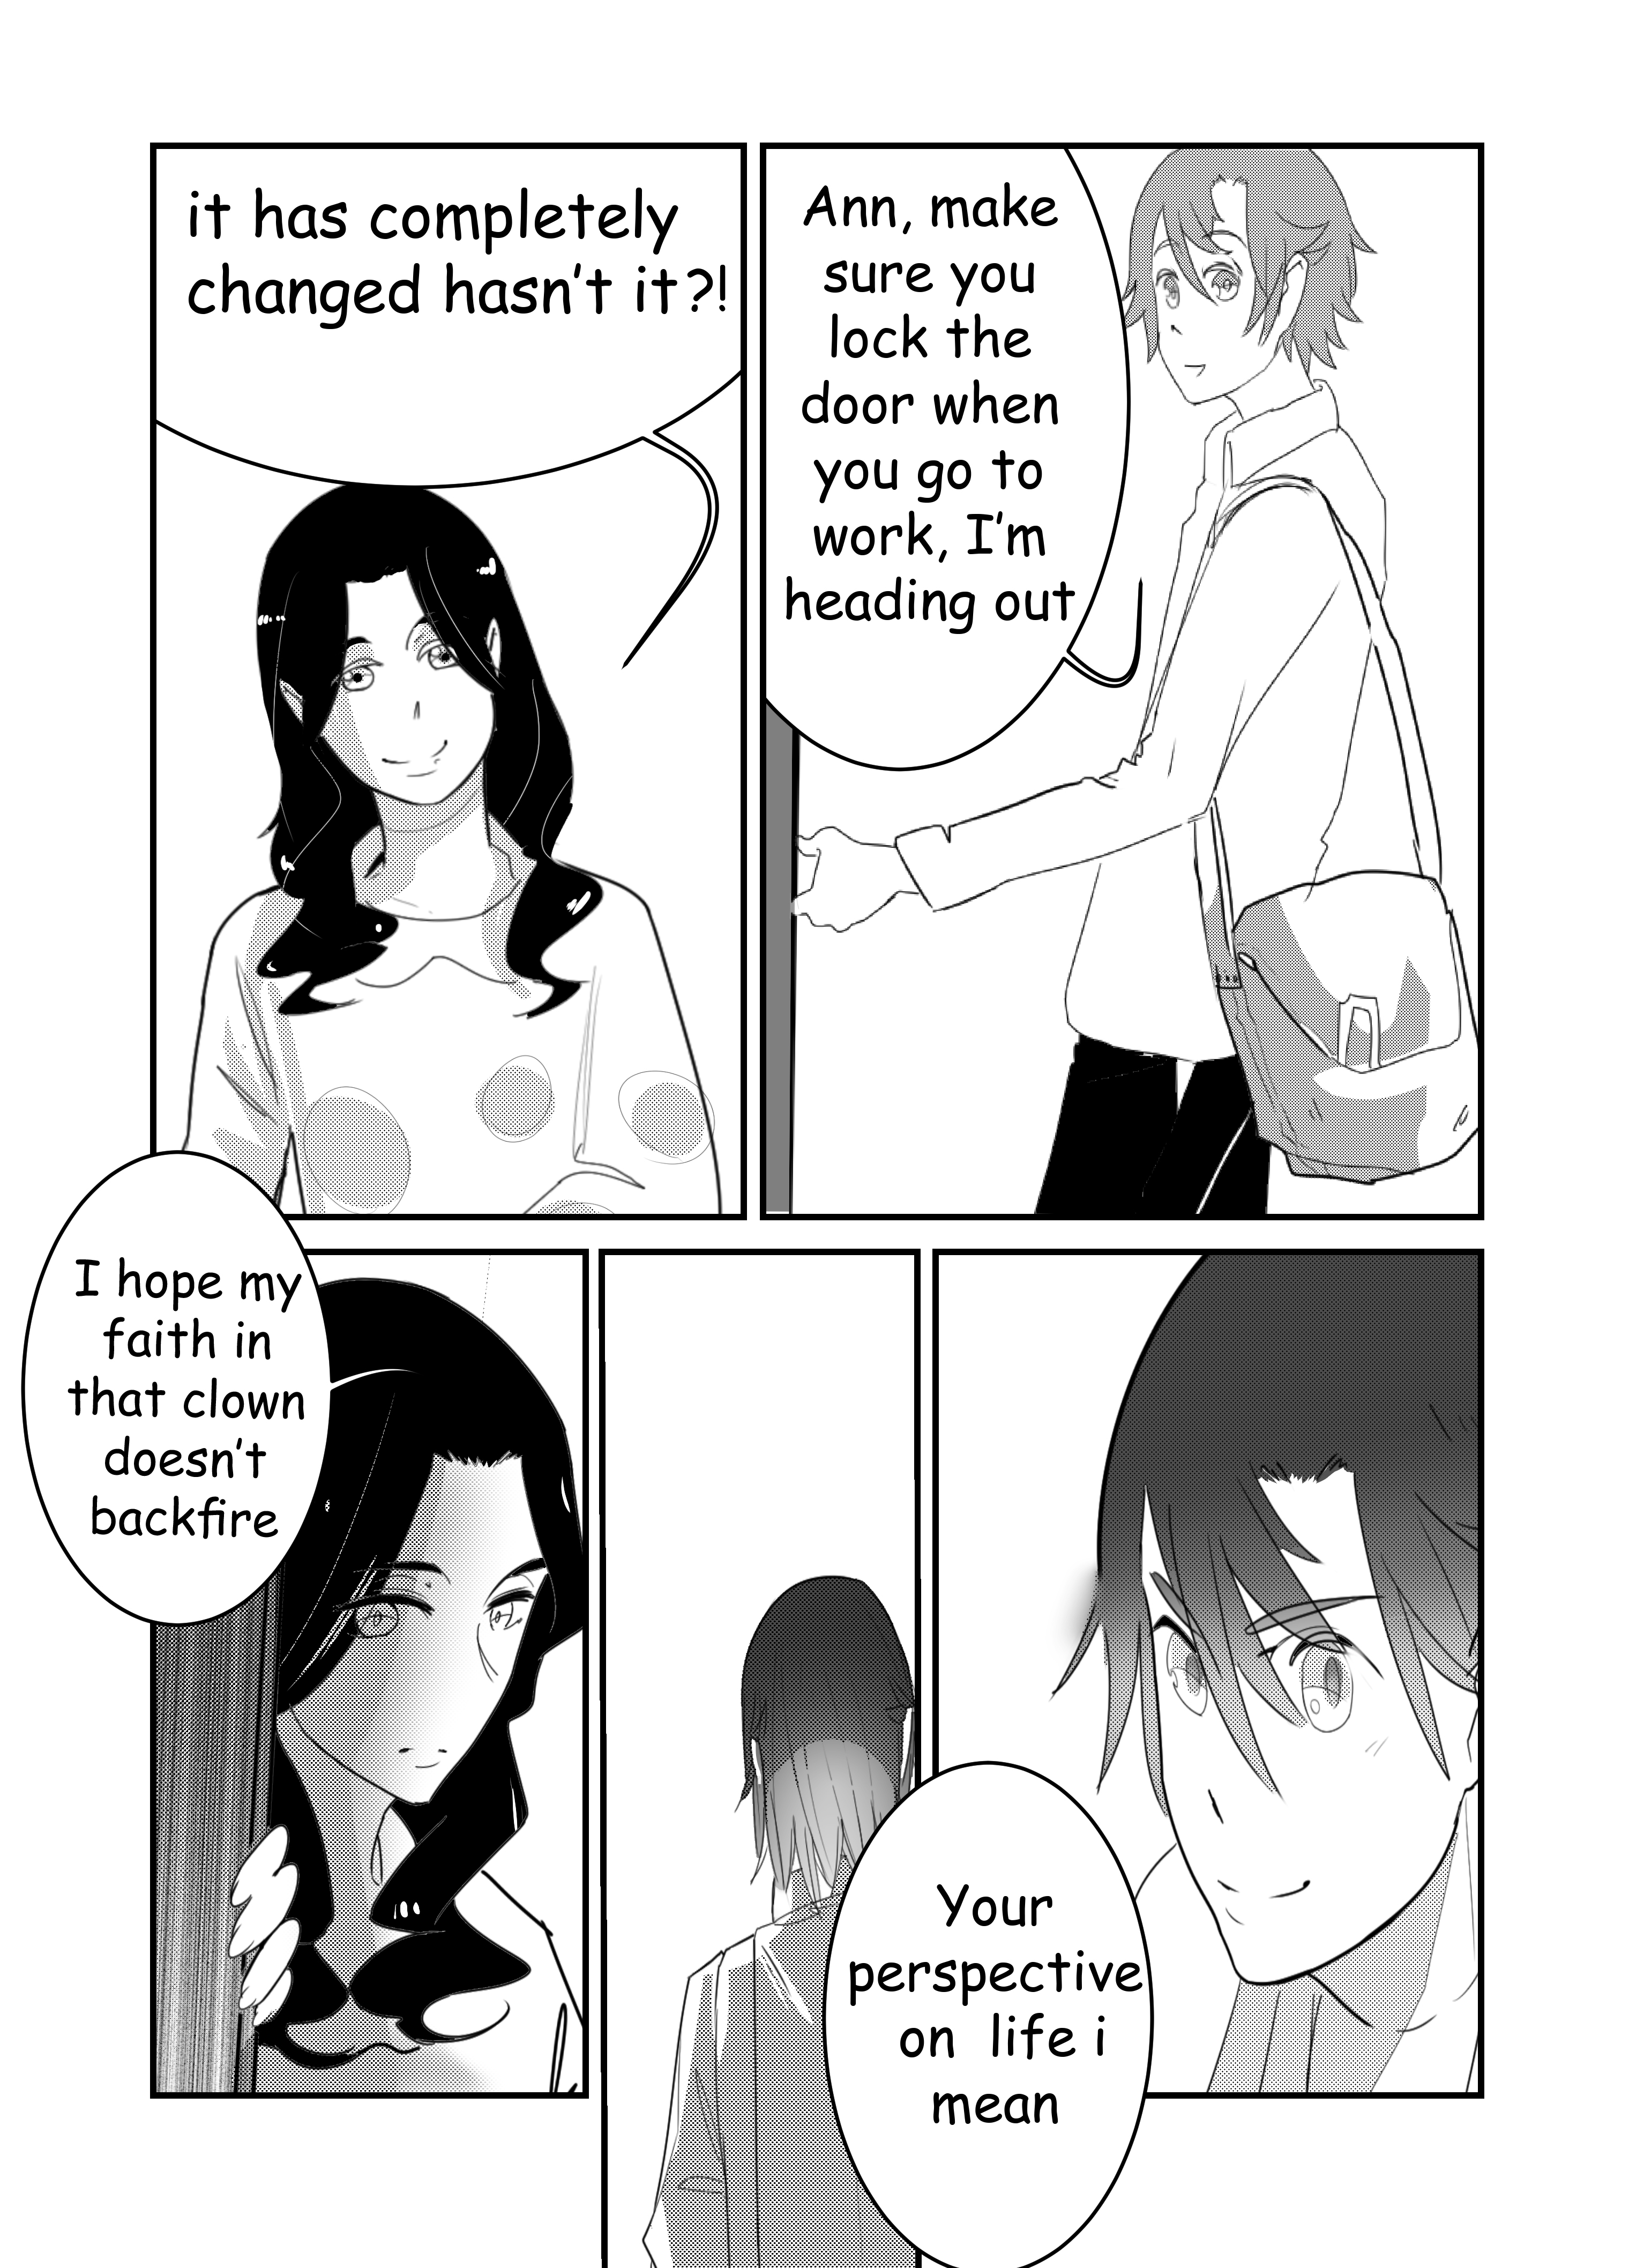 Ann, make
sure you
lock the
door when
you go to
work, I'm
heading out
it has completely
changed hasn't it?!
Your
perspective
on life i
mean
I hope my
faith in
that clown
doesn't
backfire